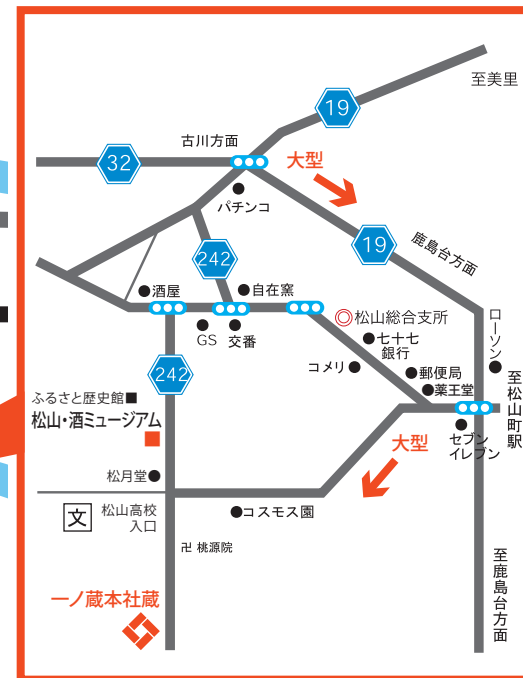 至美里
19
古川方面
32
大型
パチンコ
19
鹿島台方面
242
酒屋
自在窯
GS
交番
松山総合支所
七十七
銀行
ローソン
コメリ
郵便局
薬王堂
至松山町駅
242
ふるさと歴史館
松山・酒ミュージアム
セブン
イレブン
大型
松月堂
文
松山高校
入口
コスモス園
卍 桃源院
至鹿島台方面
一ノ蔵本社蔵